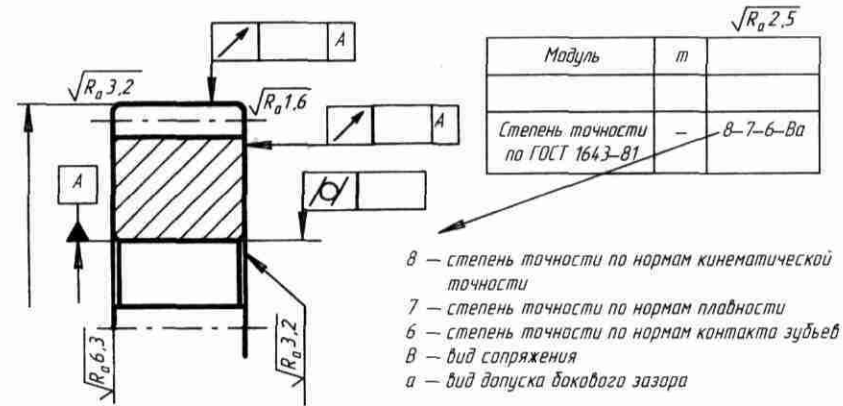 √Ra 2,5
A
√Ra 3,2
√Ra 1,6
A
A
√Ra 6,3
√Ra 3,2
Модуль m
Степень точности
по ГОСТ 1643–81 – 8–7–6–Ва
8 – степень точности по нормам кинематической
точности
7 – степень точности по нормам плавности
6 – степень точности по нормам контакта зубьев
В – вид сопряжения
а – вид допуска бокового зазора